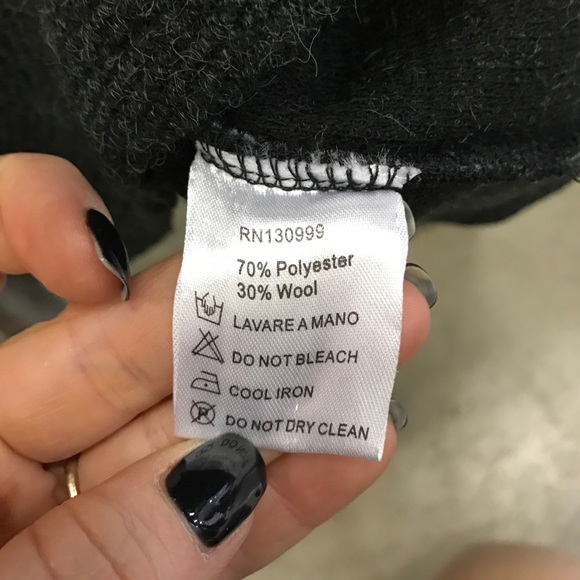 RN130999
70% Polyester
30% Wool
LAVARE A MANO
DO NOT BLEACH
COOL IRON
P DO NOT DRY CLEAN